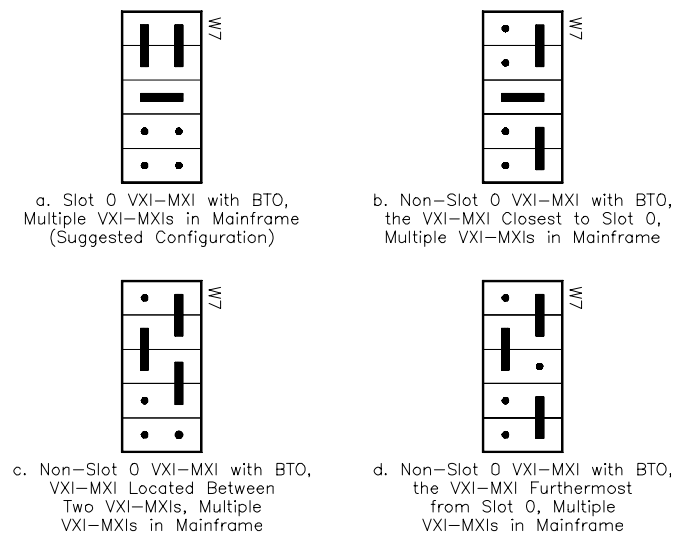 W7
a. Slot 0 VXI-MXI with BTO,
Multiple VXI-MXIs in Mainframe
(Suggested Configuration)
W7
b. Non-Slot 0 VXI-MXI with BTO,
the VXI-MXI Closest to Slot 0,
Multiple VXI-MXIs in Mainframe
W7
c. Non-Slot 0 VXI-MXI with BTO,
VXI-MXI Located Between
Two VXI-MXIs, Multiple
VXI-MXIs in Mainframe
W7
d. Non-Slot 0 VXI-MXI with BTO,
the VXI-MXI Furthermost
from Slot 0, Multiple
VXI-MXIs in Mainframe